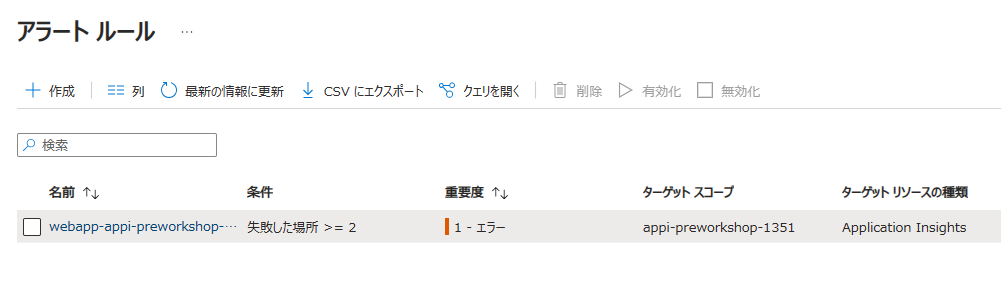 アラート ルール …
作成 列 最新の情報に更新 CSV にエクスポート クエリを開く 削除 有効化 無効化
検索
名前 条件 重要度 ターゲット スコープ ターゲット リソースの種類
webapp-appi-preworkshop-… 失敗した場所 >= 2 1 - エラー appi-preworkshop-1351 Application Insights